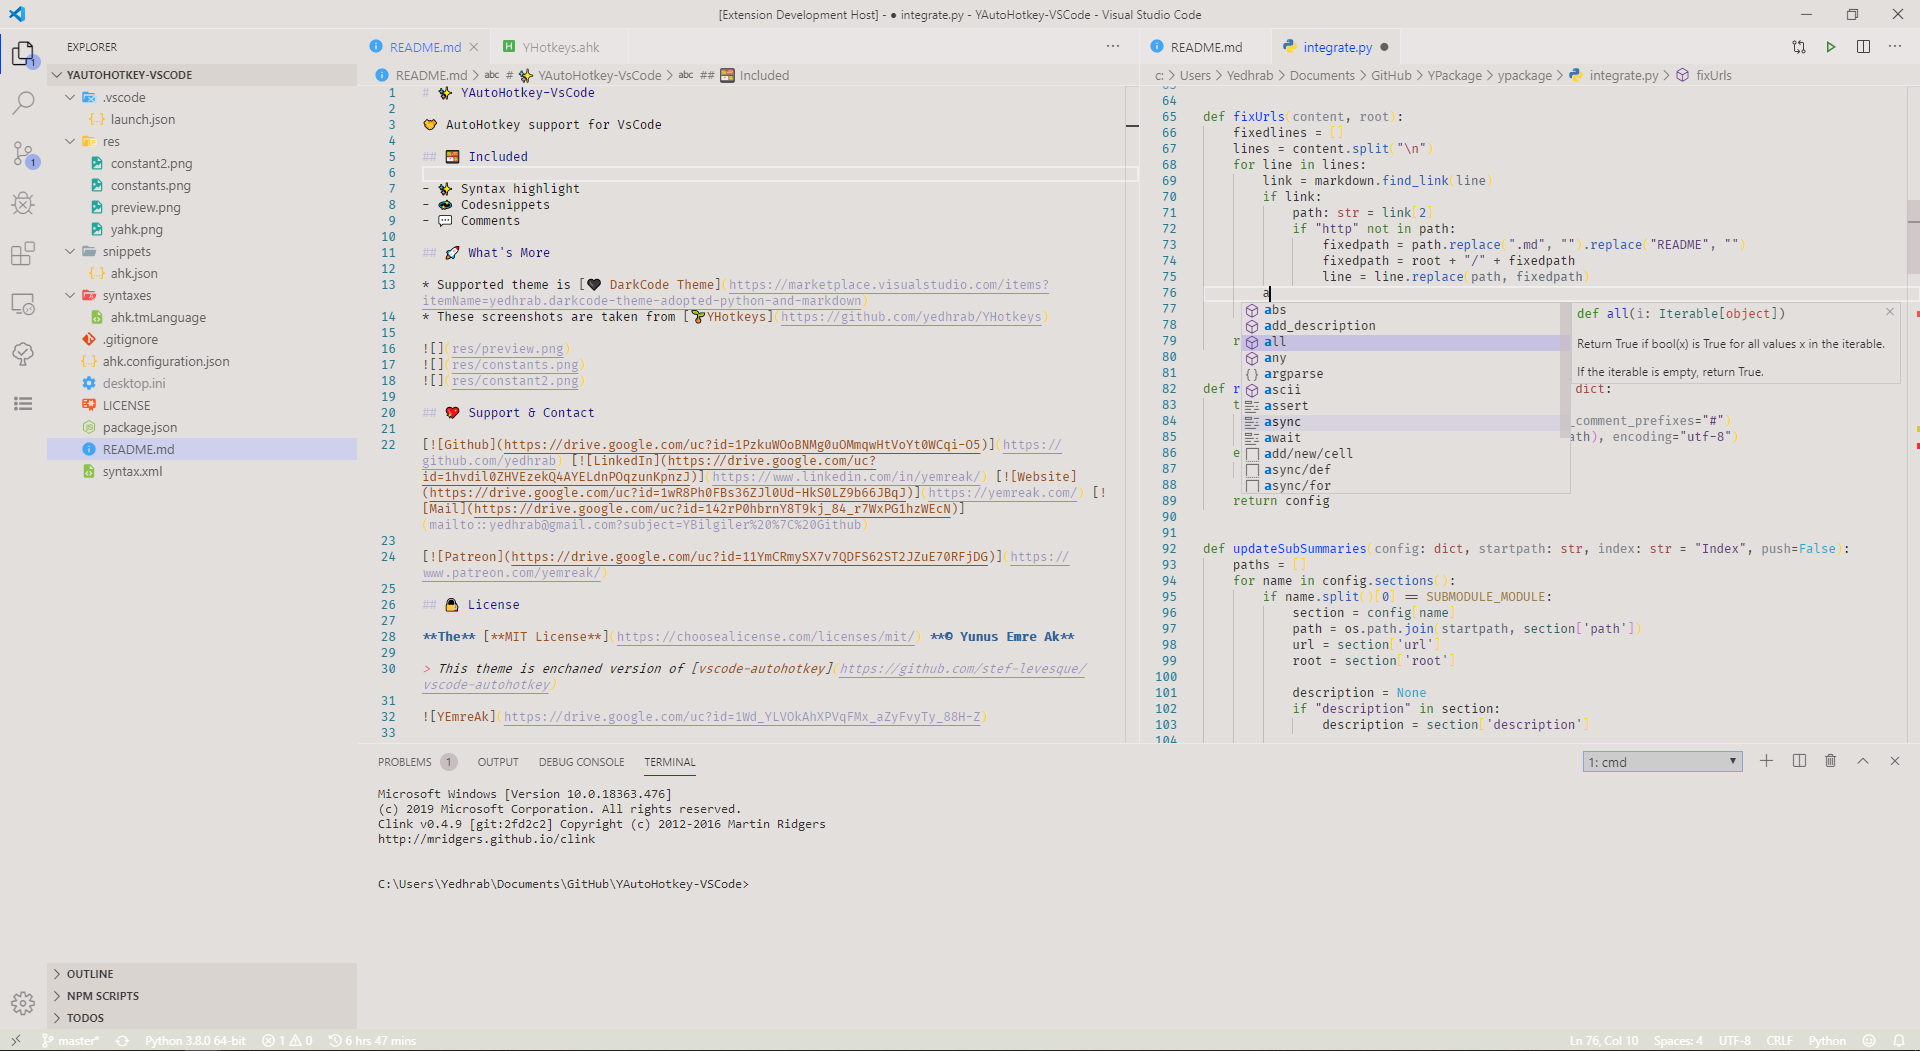 [Extension Development Host] - ● integrate.py - YAutoHotkey-VSCode - Visual Studio Code
EXPLORER
YAUTOHOTKEY-VSCODE
.vscode
launch.json
res
constant2.png
constants.png
preview.png
yahk.png
snippets
ahk.json
syntaxes
ahk.tmLanguage
.gitignore
ahk.configuration.json
desktop.ini
LICENSE
package.json
README.md
syntax.xml
OUTLINE
NPM SCRIPTS
TODOS
README.md
YHotkeys.ahk
README.md > abc # ✨ YAutoHotkey-VsCode > abc ## Included
1 # ✨ YAutoHotkey-VsCode
2
3 AutoHotkey support for VsCode
4
5 ## Included
6
7 - ✨ Syntax highlight
8 - Codesnippets
9 - 💬 Comments
10
11 ## 🚀 What's More
12
13 * Supported theme is [🖤 DarkCode Theme](https://marketplace.visualstudio.com/items?
itemName=yedhrab.darkcode-theme-adopted-python-and-markdown)
14 * These screenshots are taken from [YHotkeys](https://github.com/yedhrab/YHotkeys)
15
16 ![](res/preview.png)
17 ![](res/constants.png)
18 ![](res/constant2.png)
19
20 ## 💖 Support & Contact
21
22 [![Github](https://drive.google.com/uc?id=1PzkuWOoBNMg0uOMmqwHtVoYt0WCqi-O5)](https://
github.com/yedhrab) [![LinkedIn](https://drive.google.com/uc?
id=1hvdil0ZHVEzekQ4AYELdnPOqzunKpnzJ)](https://www.linkedin.com/in/yemreak/) [![Website]
(https://drive.google.com/uc?id=1wR8Ph0FBs36ZJl0Ud-HkS0LZ9b66JBqJ)](https://yemreak.com/) [!
[Mail](https://drive.google.com/uc?id=142rP0hbrnY8T9kj_84_r7WxPG1hzWEcN)]
(mailto::yedhrab@gmail.com?subject=YBilgiler%20%7C%20Github)
23
24 [![Patreon](https://drive.google.com/uc?id=11YmCRmySX7v7QDFS62ST2JZuE70RFjDG)](https://
www.patreon.com/yemreak/)
25
26 ## License
27
28 **The** [**MIT License**](https://choosealicense.com/licenses/mit/) **© Yunus Emre Ak**
29
30 > This theme is enchaned version of [vscode-autohotkey](https://github.com/stef-levesque/
vscode-autohotkey)
31
32 ![YEmreAk](https://drive.google.com/uc?id=1Wd_YLVOkAhXPVqFMx_aZyFvyTy_88H-Z)
33
README.md
integrate.py ●
c: > Users > Yedhrab > Documents > GitHub > YPackage > ypackage > integrate.py > fixUrls
63
64
65 def fixUrls(content, root):
66 fixedlines = []
67 lines = content.split("\n")
68 for line in lines:
69 link = markdown.find_link(line)
70 if link:
71 path: str = link[2]
72 if "http" not in path:
73 fixedpath = path.replace(".md", "").replace("README", "")
74 fixedpath = root + "/" + fixedpath
75 line = line.replace(path, fixedpath)
76 a
77
78
79 r
80
81
82 def r dict:
83 t
84 _comment_prefixes="#")
85 ath), encoding="utf-8")
86 e
87
88
89 return config
90
91
92 def updateSubSummaries(config: dict, startpath: str, index: str = "Index", push=False):
93 paths = []
94 for name in config.sections():
95 if name.split()[0] == SUBMODULE_MODULE:
96 section = config[name]
97 path = os.path.join(startpath, section['path'])
98 url = section['url']
99 root = section['root']
100
101 description = None
102 if "description" in section:
103 description = section['description']
104
abs
add_description
all
any
argparse
ascii
assert
async
await
add/new/cell
async/def
async/for
def all(i: Iterable[object])
Return True if bool(x) is True for all values x in the iterable.
If the iterable is empty, return True.
PROBLEMS 1 OUTPUT DEBUG CONSOLE TERMINAL
1: cmd
Microsoft Windows [Version 10.0.18363.476]
(c) 2019 Microsoft Corporation. All rights reserved.
Clink v0.4.9 [git:2fd2c2] Copyright (c) 2012-2016 Martin Ridgers
http://mridgers.github.io/clink
C:\Users\Yedhrab\Documents\GitHub\YAutoHotkey-VSCode>
master* Python 3.8.0 64-bit 1 0 6 hrs 47 mins
Ln 76, Col 10 Spaces: 4 UTF-8 CRLF Python